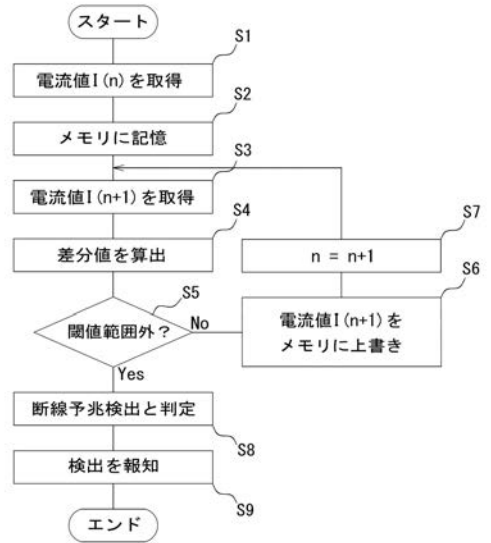 スタート
S1
電流値I(n)を取得
S2
メモリに記憶
S3
電流値I(n+1)を取得
S4
差分値を算出
S7
n = n+1
S5
閾値範囲外？
No
S6
電流値I(n+1)を
メモリに上書き
Yes
断線予兆検出と判定
S8
検出を報知
S9
エンド